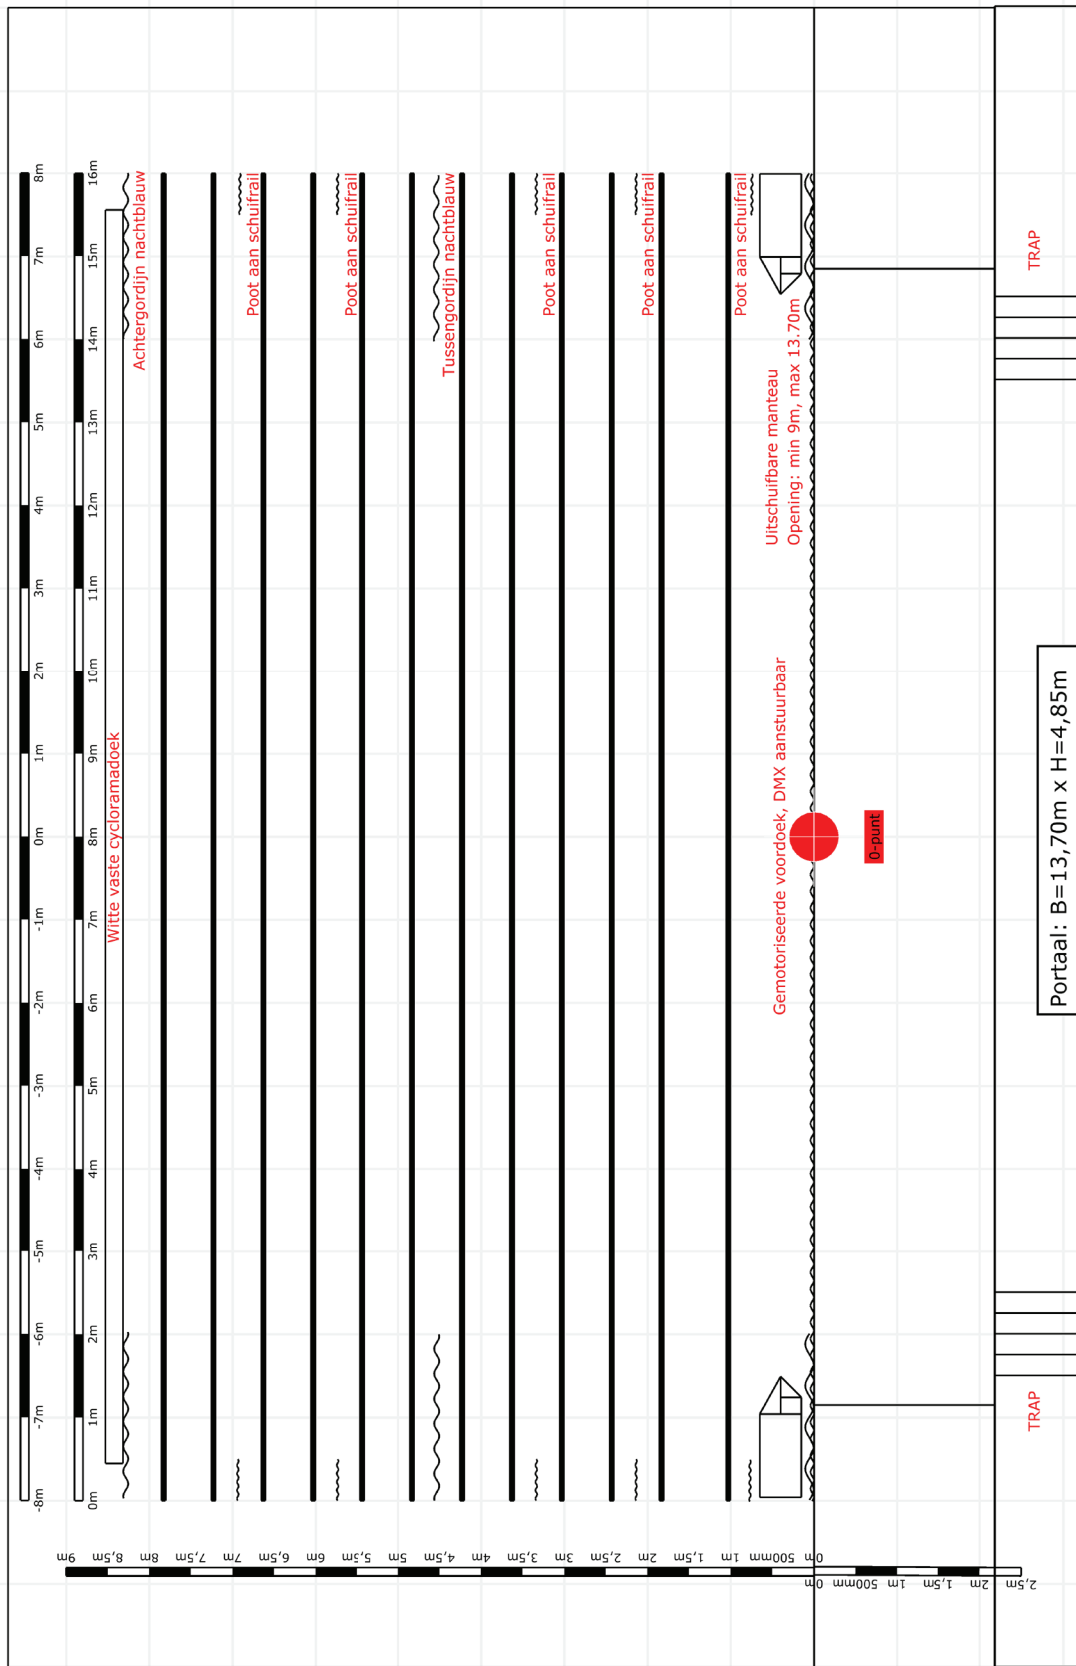 -8m
-7m
-6m
-5m
-4m
-3m
-2m
-1m
0m
1m
2m
3m
4m
5m
6m
7m
8m
0m
1m
2m
3m
4m
5m
6m
7m
8m
9m
10m
11m
12m
13m
14m
15m
16m
Witte vaste cycloramadoek
Achtergordijn nachtblauw
Poot aan schuifrail
Poot aan schuifrail
Tussengordijn nachtblauw
Poot aan schuifrail
Poot aan schuifrail
Poot aan schuifrail
Uitschuifbare manteau
Opening: min 9m, max 13.70m
Gemotoriseerde voordoek, DMX aanstuurbaar
0-punt
TRAP
TRAP
Portaal: B=13,70m x H=4,85m
9m
8,5m
8m
7,5m
7m
6,5m
6m
5,5m
5m
4,5m
4m
3,5m
3m
2,5m
2m
1,5m
1m
500mm
0m
0m
500mm
1m
1,5m
2m
2,5m